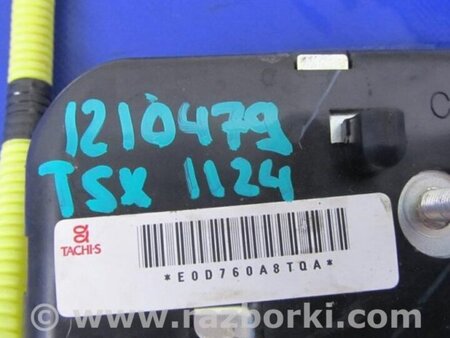 1210479
TSX 1124
TACHI-S
*E0D760A8TQA*
© www.razborki.com